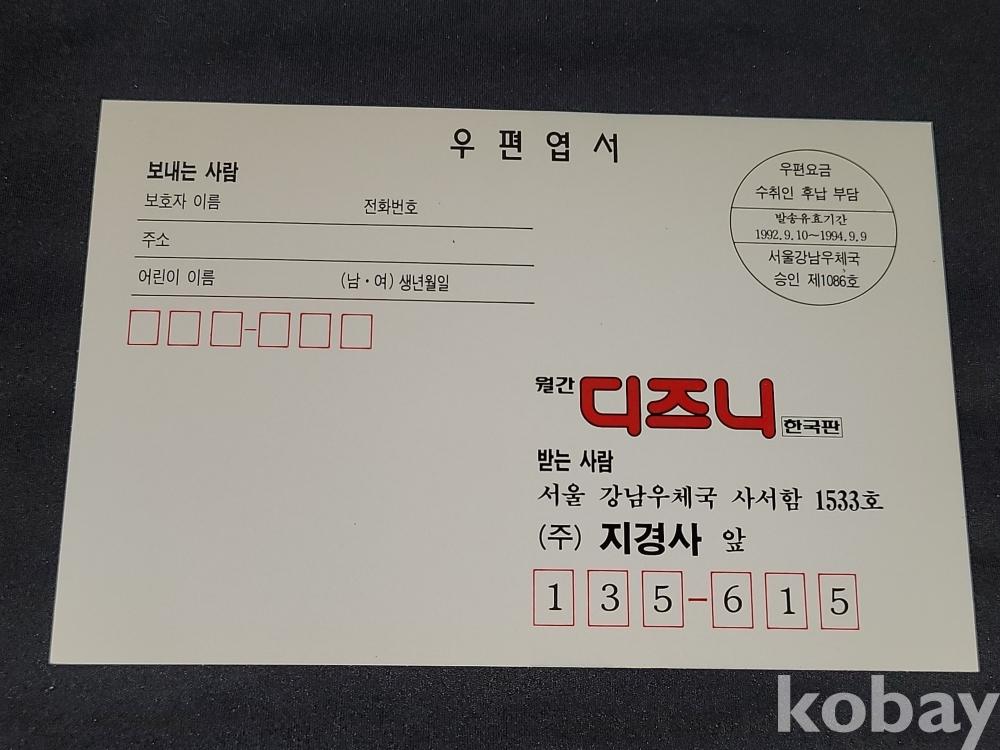 우편엽서
보내는 사람
보호자 이름 전화번호
주소
어린이 이름 (남·여) 생년월일
우편요금
수취인 후납 부담
발송유효기간
1992.9.10~1994.9.9
서울강남우체국
승인 제1086호
월간 디즈니 한국판
받는 사람
서울 강남우체국 사서함 1533호
(주) 지경사 앞
135-615
kobay